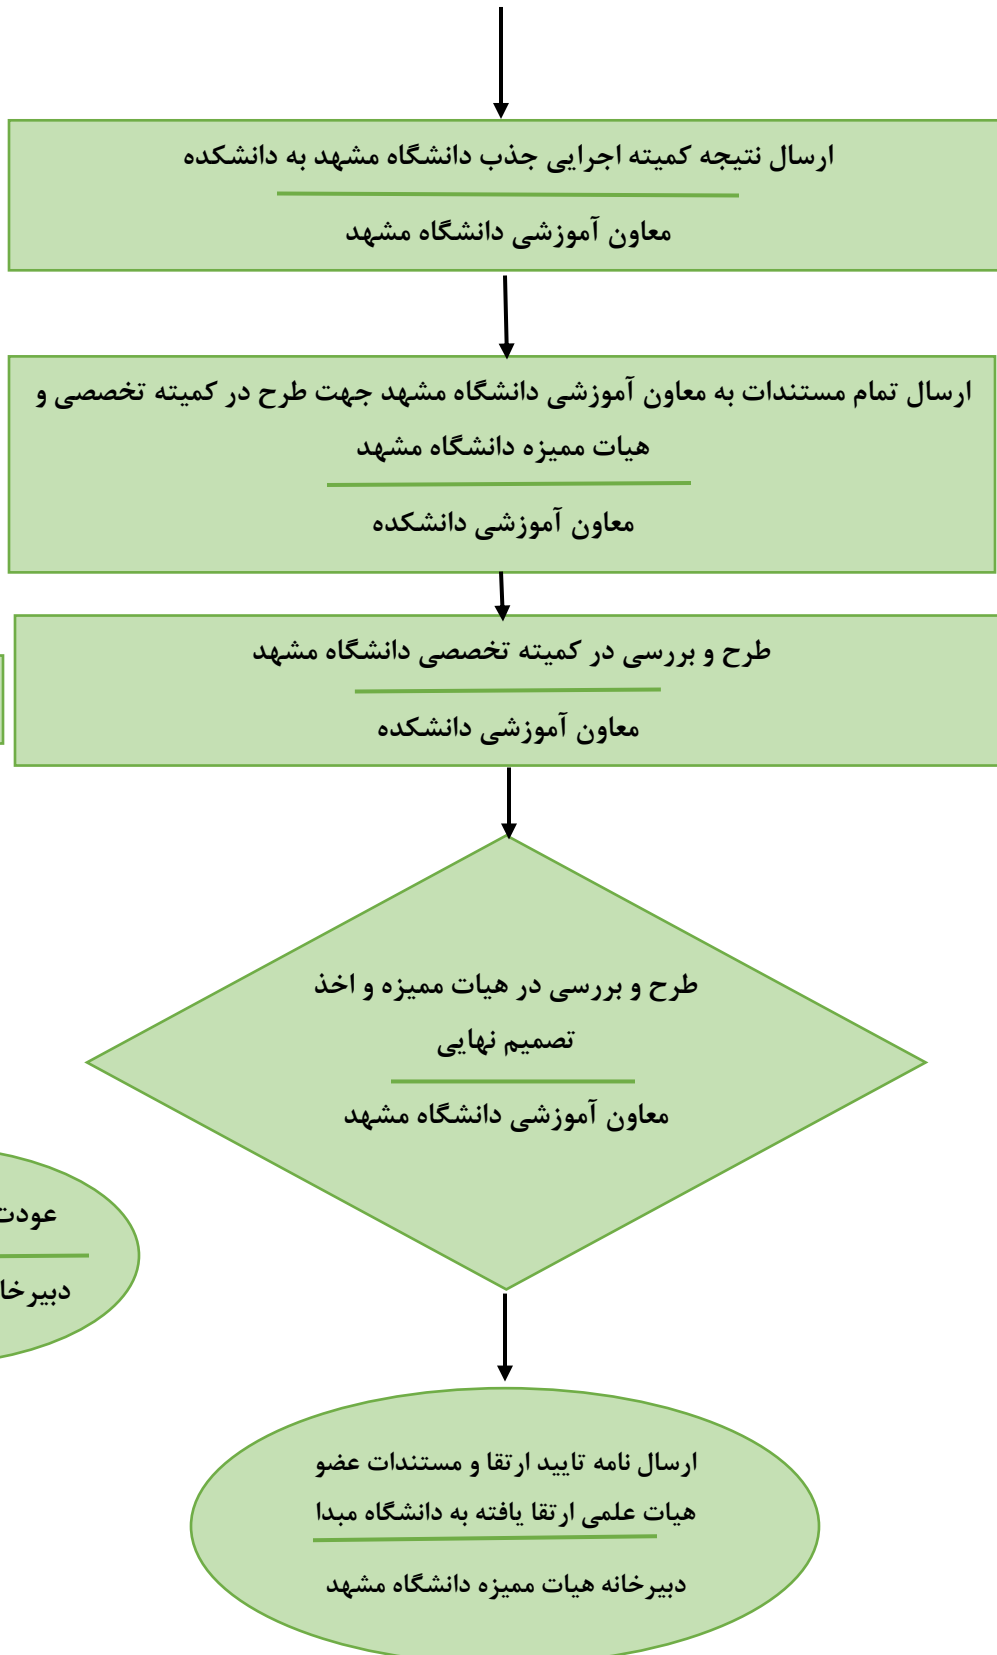 ارسال نتیجه کمیته اجرایی جذب دانشگاه مشهد به دانشکده
معاون آموزشی دانشگاه مشهد
ارسال تمام مستندات به معاون آموزشی دانشگاه مشهد جهت طرح در کمیته تخصصی و
هیات ممیزه دانشگاه مشهد
معاون آموزشی دانشکده
طرح و بررسی در کمیته تخصصی دانشگاه مشهد
معاون آموزشی دانشکده
طرح و بررسی در هیات ممیزه و اخذ
تصمیم نهایی
معاون آموزشی دانشگاه مشهد
عودت
ارسال نامه تایید ارتقا و مستندات عضو
هیات علمی ارتقا یافته به دانشگاه مبدا
دبیرخانه هیات ممیزه دانشگاه مشهد